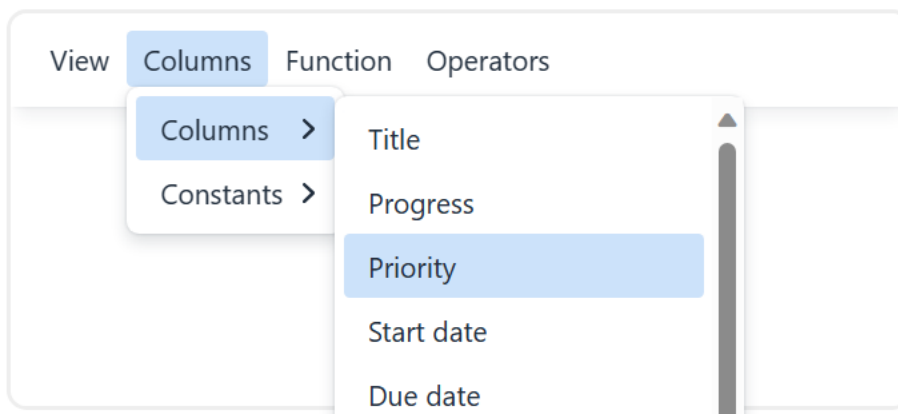 View Columns Function Operators
Columns
Constants
Title
Progress
Priority
Start date
Due date